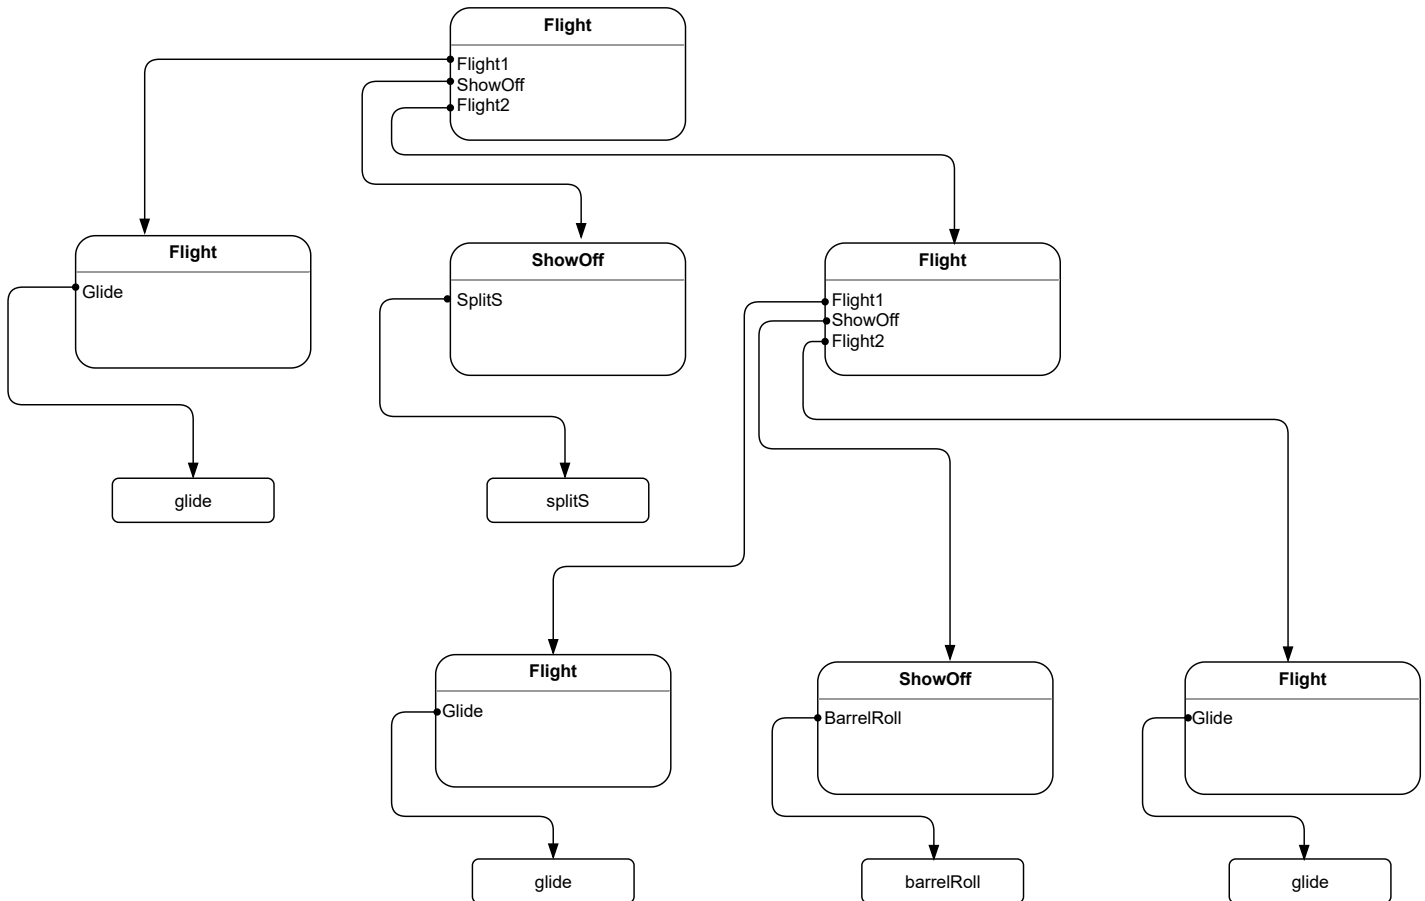 Flight
Flight1
ShowOff
Flight2
Flight
Glide
ShowOff
SplitS
Flight
Flight1
ShowOff
Flight2
glide
splitS
Flight
Glide
ShowOff
BarrelRoll
Flight
Glide
glide
barrelRoll
glide